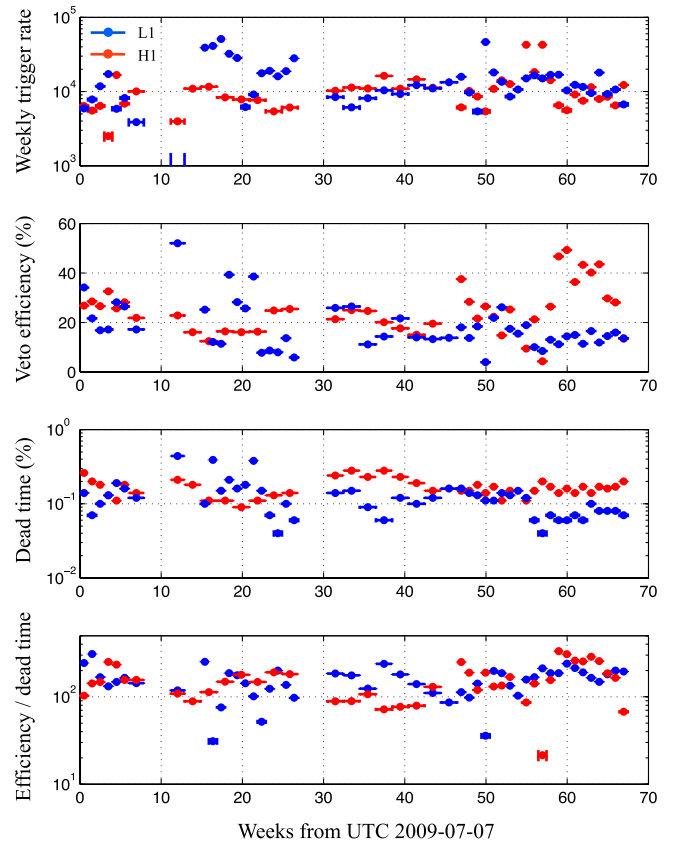 Weekly trigger rate
10^5
10^4
10^3
L1
H1
0 10 20 30 40 50 60 70
Veto efficiency (%)
60
40
20
0
0 10 20 30 40 50 60 70
Dead time (%)
10^0
10^−1
10^−2
0 10 20 30 40 50 60 70
Efficiency / dead time
10^2
10^1
0 10 20 30 40 50 60 70
Weeks from UTC 2009-07-07